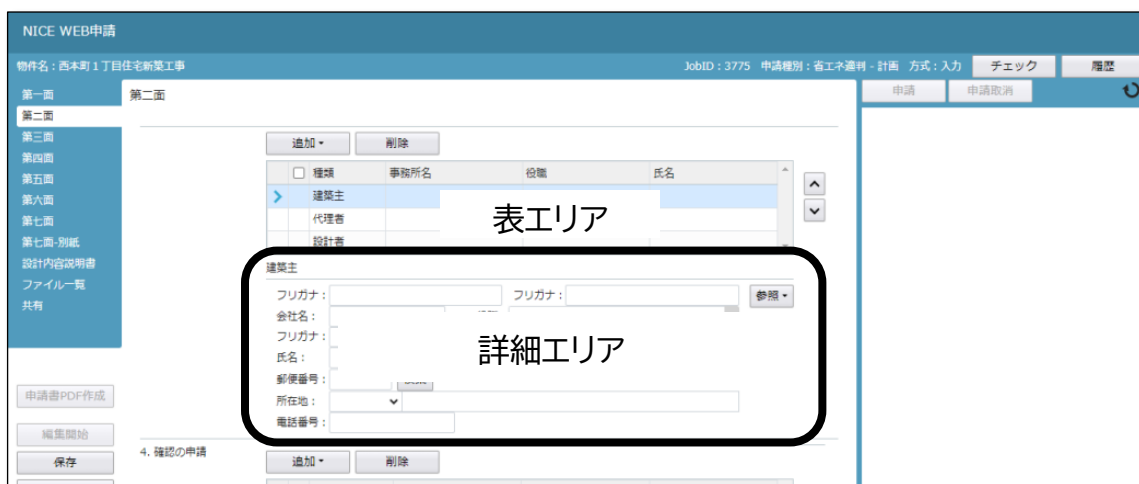 NICE WEB申請
物件名：西本町１丁目住宅新築工事
JobID：3775 申請種別：省エネ適判 - 計画 方式：入力 チェック 履歴
第一面
第二面
第三面
第四面
第五面
第六面
第七面
第七面-別紙
設計内容説明書
ファイル一覧
共有
申請書PDF作成
編集開始
保存
第二面
追加 削除
種類 事務所名 役職 氏名
建築主
代理者
設計者
表エリア
建築主
フリガナ： フリガナ： 参照
会社名：
フリガナ：
氏名：
詳細エリア
郵便番号：
所在地：
電話番号：
4. 確認の申請
追加 削除
申請 申請取消